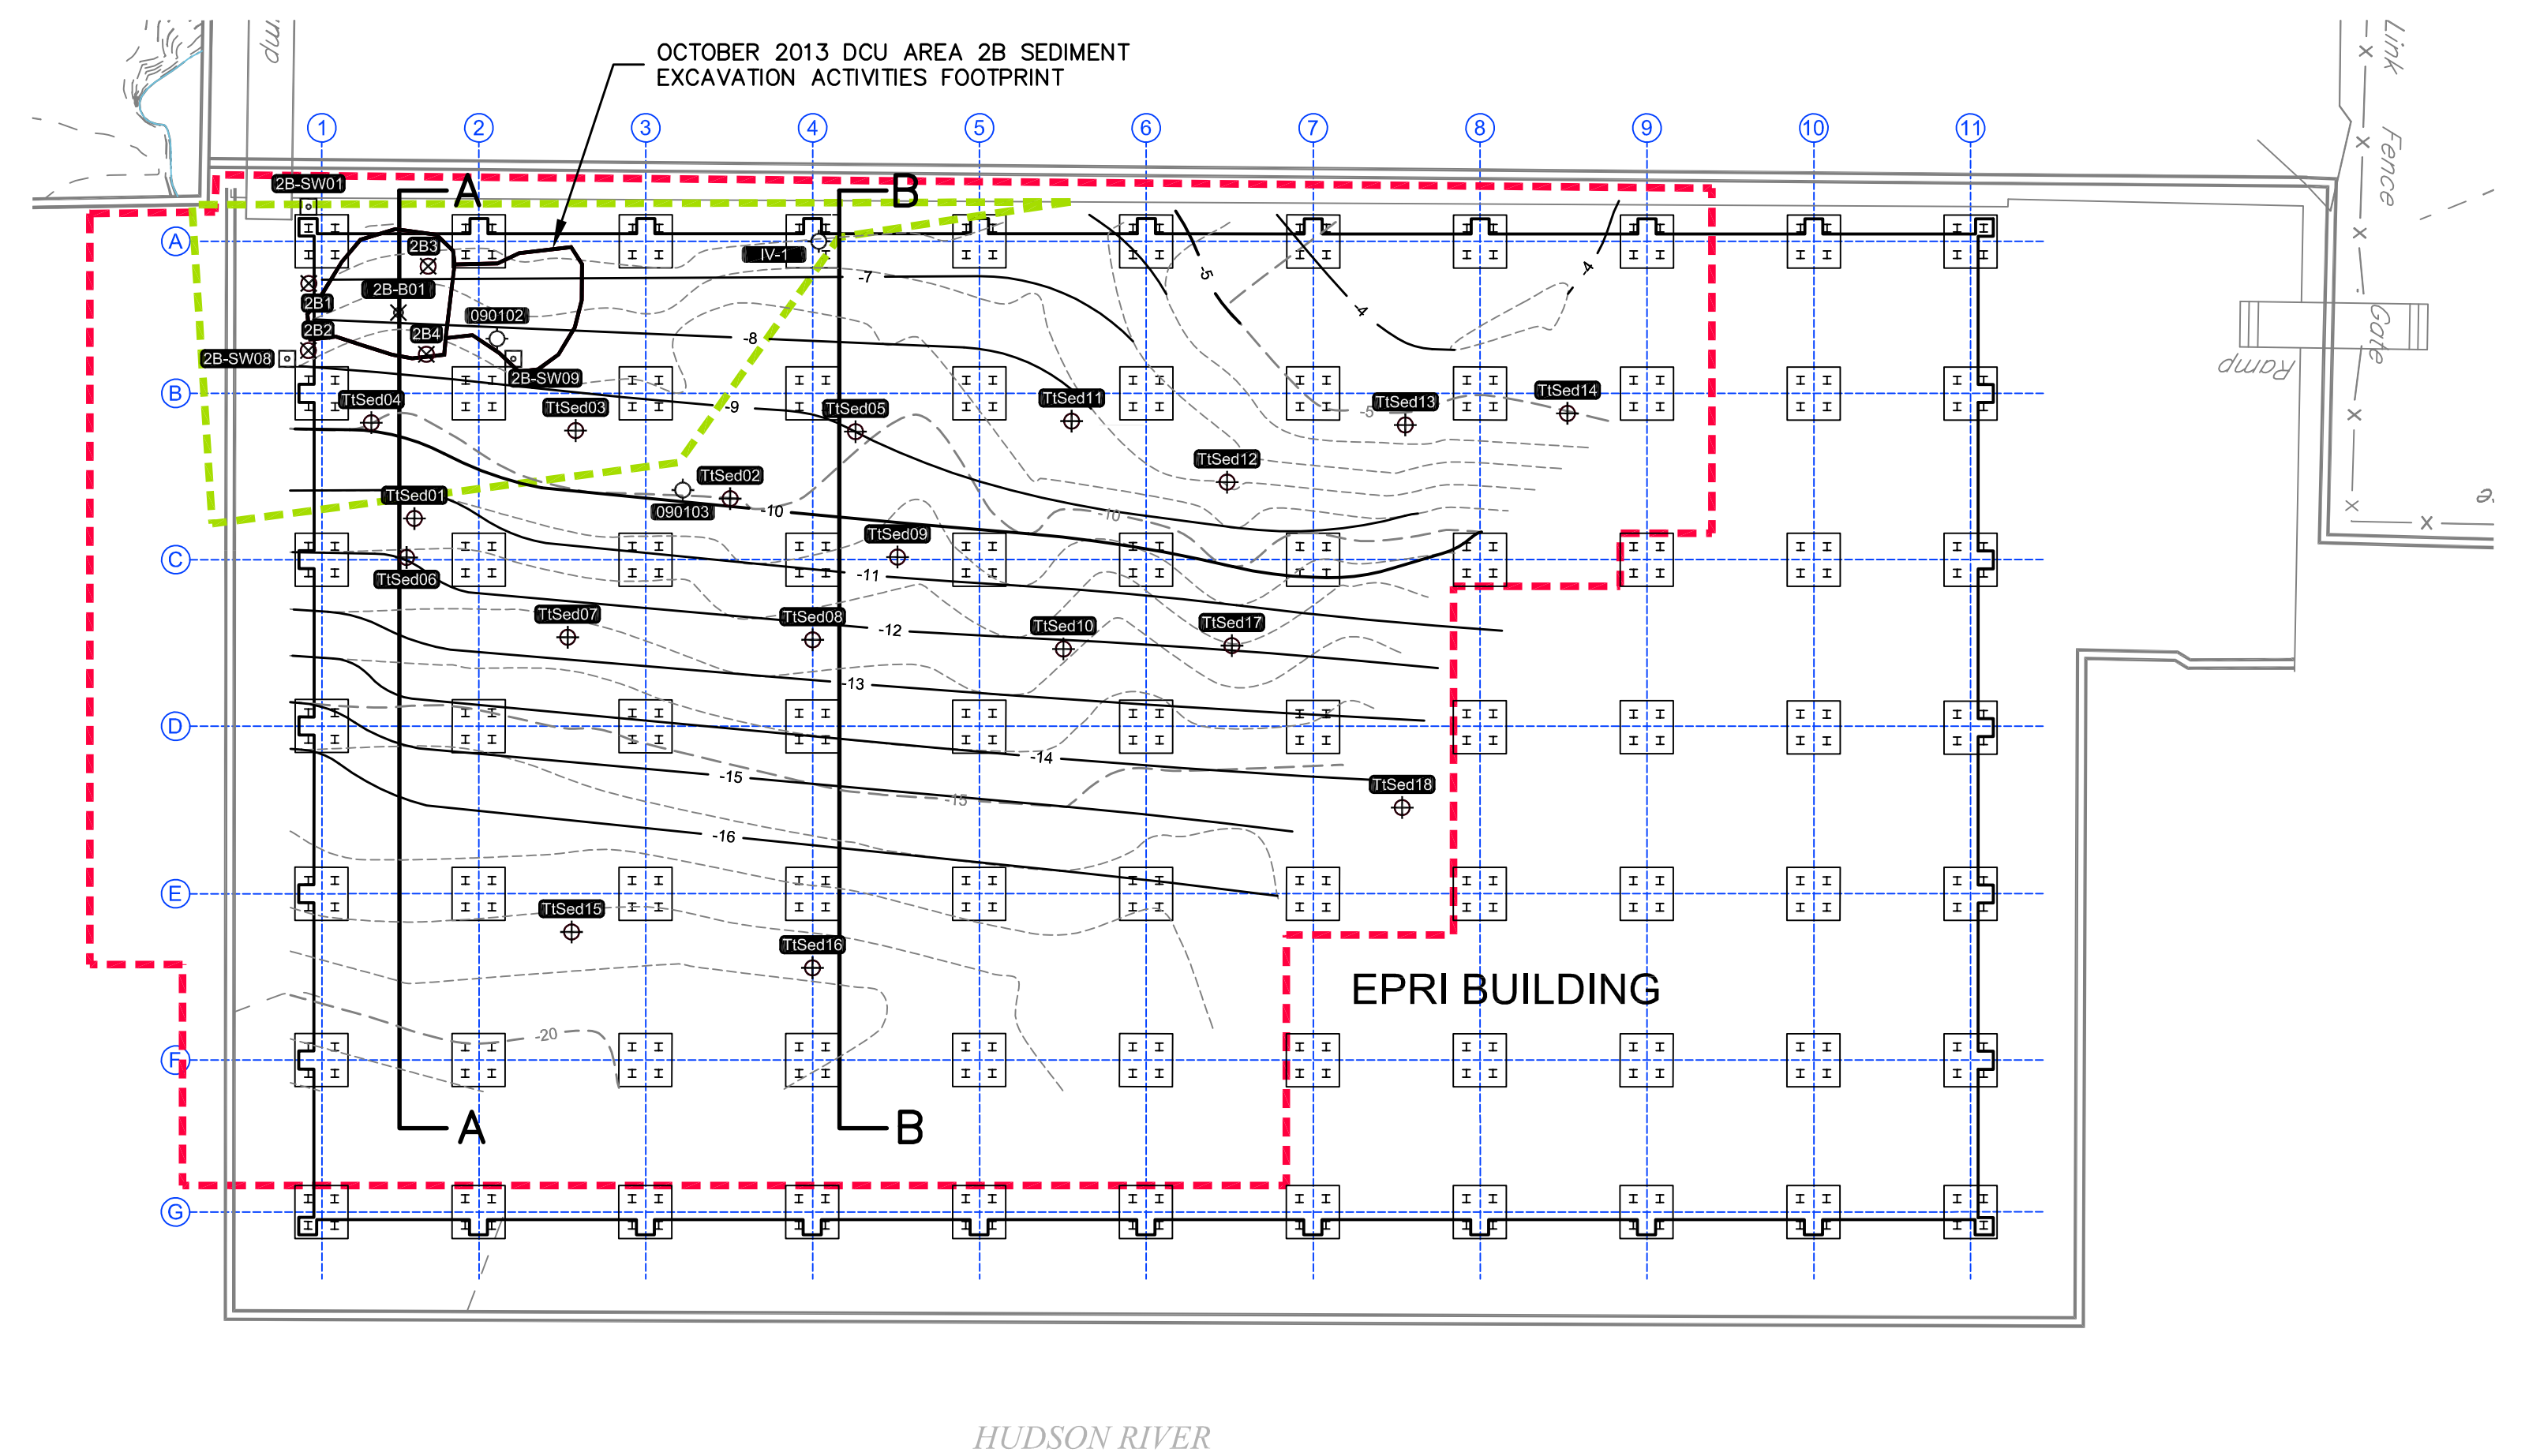 mp
OCTOBER 2013 DCU AREA 2B SEDIMENT
EXCAVATION ACTIVITIES FOOTPRINT
Link
Fence
Gate
Ramp
1 2 3 4 5 6 7 8 9 10 11
2B-SW01
A
B
A
2B3
IV-1
-7
-5
-4
-4
2B-B01
2B1
2B2
090102
2B4
-8
2B-SW08
2B-SW09
B
TtSed04
TtSed03
-9
TtSed05
TtSed11
TtSed13
-5
TtSed14
TtSed12
TtSed02
TtSed01
090103
-10
-10
TtSed09
C
TtSed06
-11
TtSed07
TtSed08
-12
TtSed10
TtSed17
-13
D
-14
-15
-15
TtSed18
-16
E
TtSed15
TtSed16
EPRI BUILDING
-20
F
A
B
G
X
X
X
X
X
X
X
HUDSON RIVER